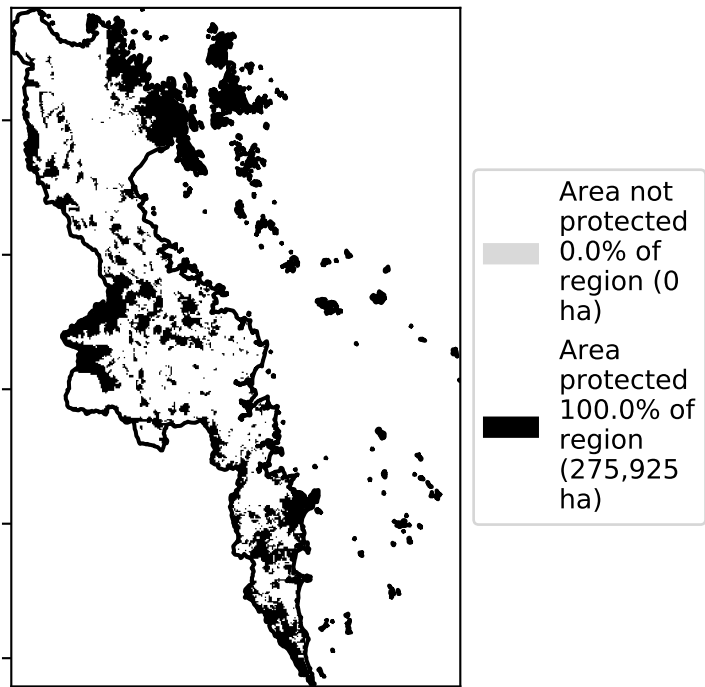 Area not
protected
0.0% of
region (0
ha)
Area
protected
100.0% of
region
(275,925
ha)